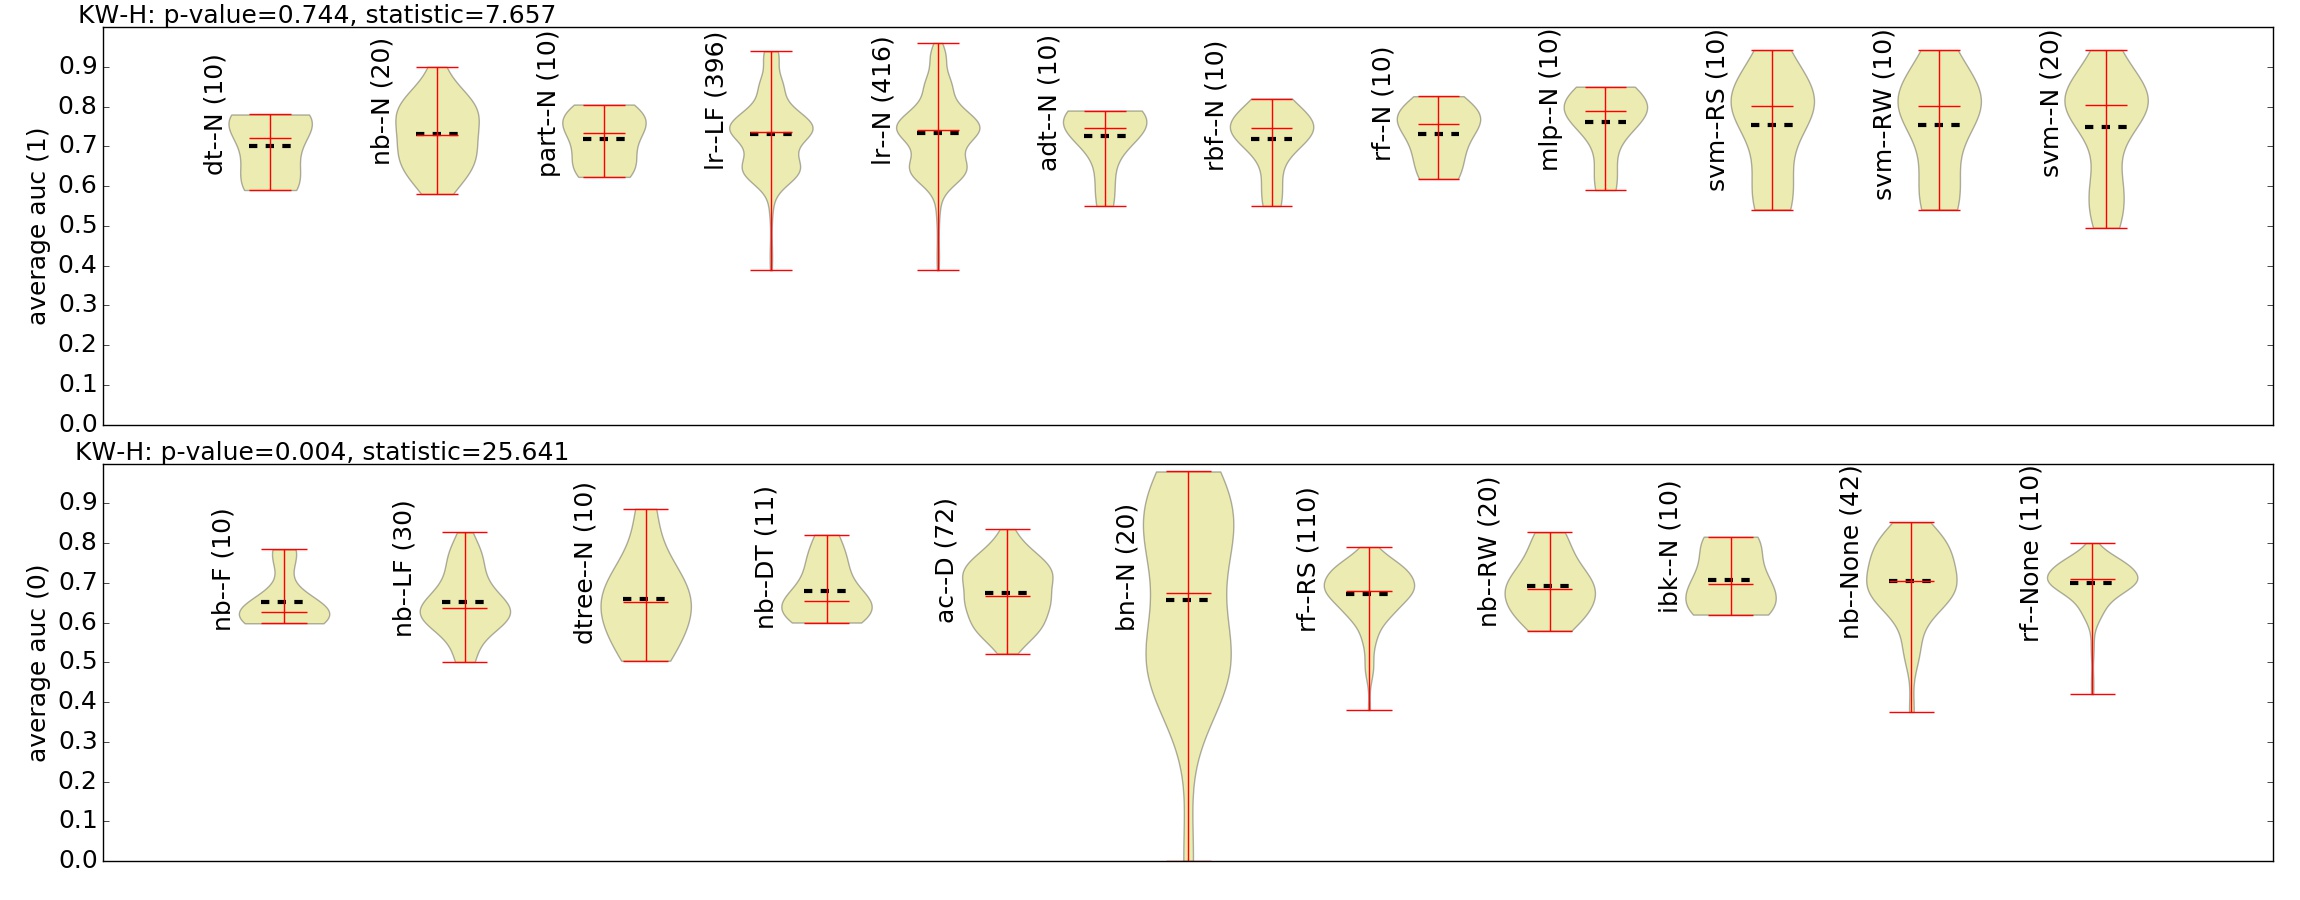 KW-H: p-value=0.744, statistic=7.657
average auc (1)
0.9
0.8
0.7
0.6
0.5
0.4
0.3
0.2
0.1
0.0
dt--N (10)
nb--N (20)
part--N (10)
lr--LF (396)
lr--N (416)
adt--N (10)
rbf--N (10)
rf--N (10)
mlp--N (10)
svm--RS (10)
svm--RW (10)
svm--N (20)
KW-H: p-value=0.004, statistic=25.641
average auc (0)
0.9
0.8
0.7
0.6
0.5
0.4
0.3
0.2
0.1
0.0
nb--F (10)
nb--LF (30)
dtree--N (10)
nb--DT (11)
ac--D (72)
bn--N (20)
rf--RS (110)
nb--RW (20)
ibk--N (10)
nb--None (42)
rf--None (110)